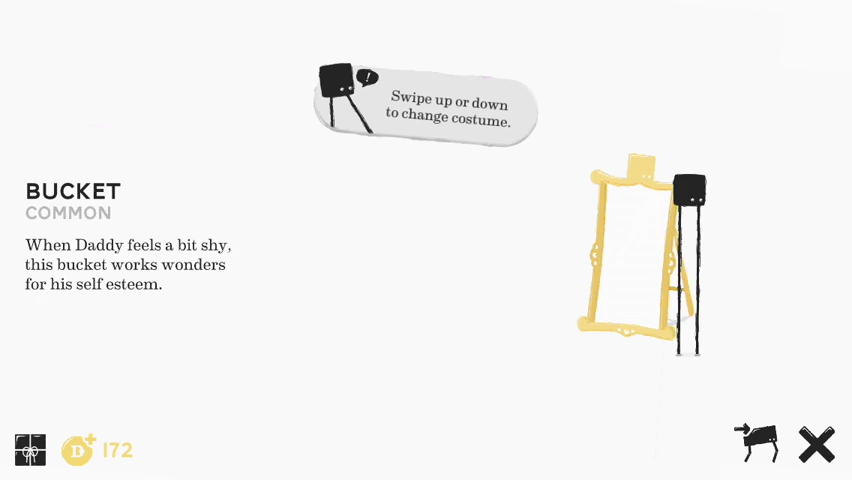 Swipe up or down
to change costume.
BUCKET
COMMON
When Daddy feels a bit shy,
this bucket works wonders
for his self esteem.
D
172